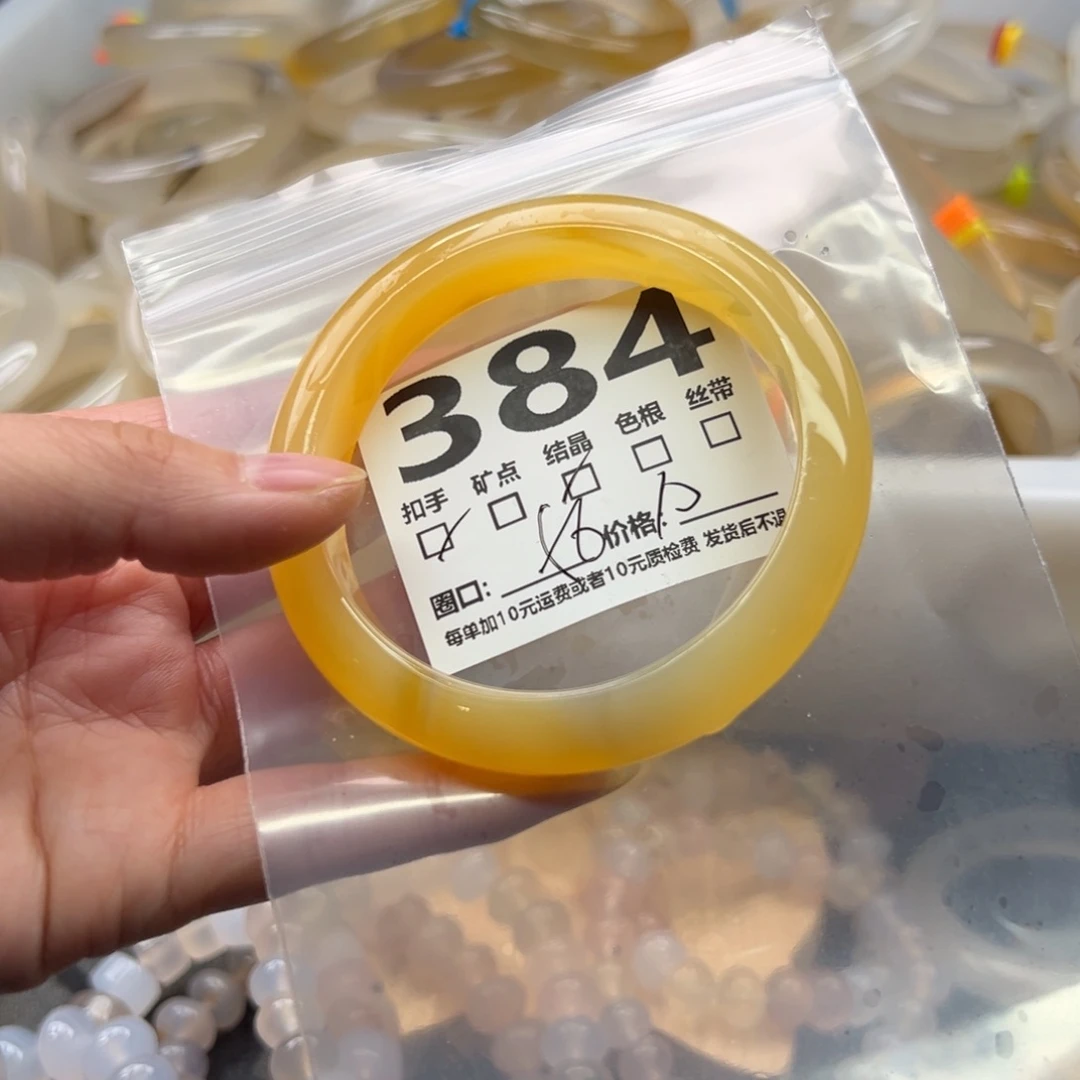 384
扣手 矿点 结晶 色根 丝带
圈口: 价格:
每单加10元运费或者10元质检费 发货后不退